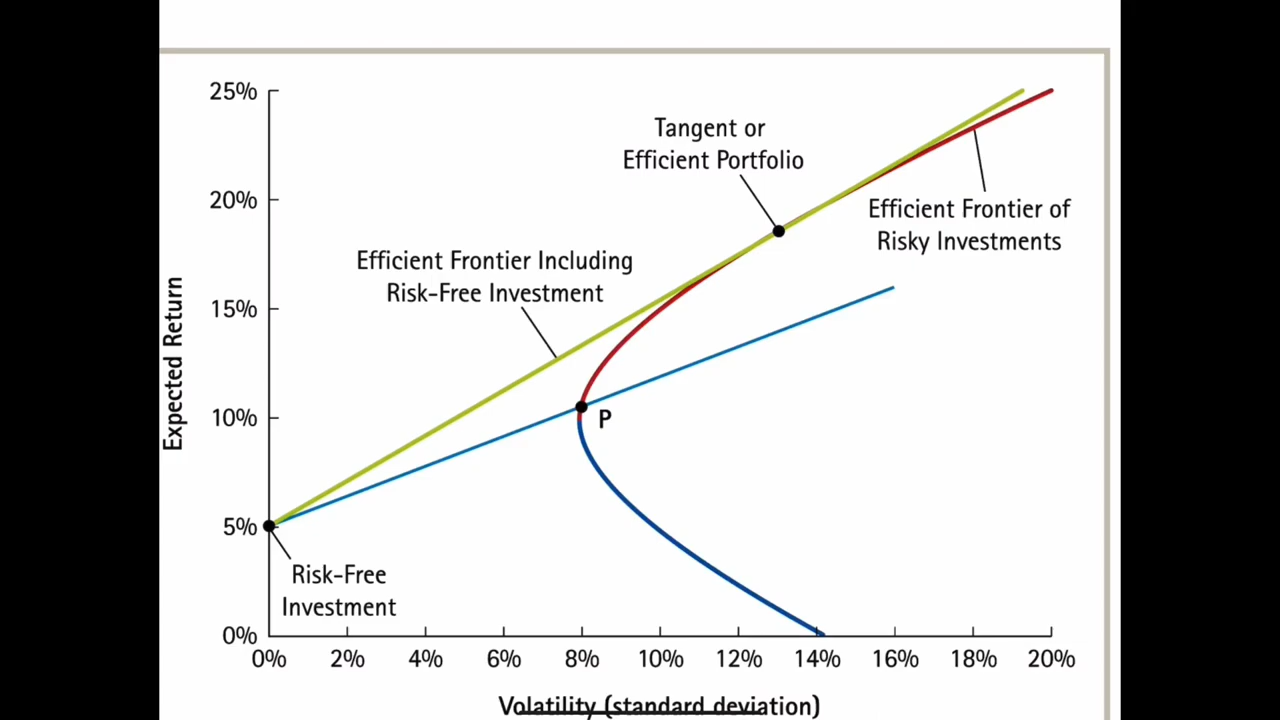 25%
20%
15%
10%
5%
0%
Expected Return
Tangent or
Efficient Portfolio
Efficient Frontier of
Risky Investments
Efficient Frontier Including
Risk-Free Investment
P
Risk-Free
Investment
0% 2% 4% 6% 8% 10% 12% 14% 16% 18% 20%
Volatility (standard deviation)